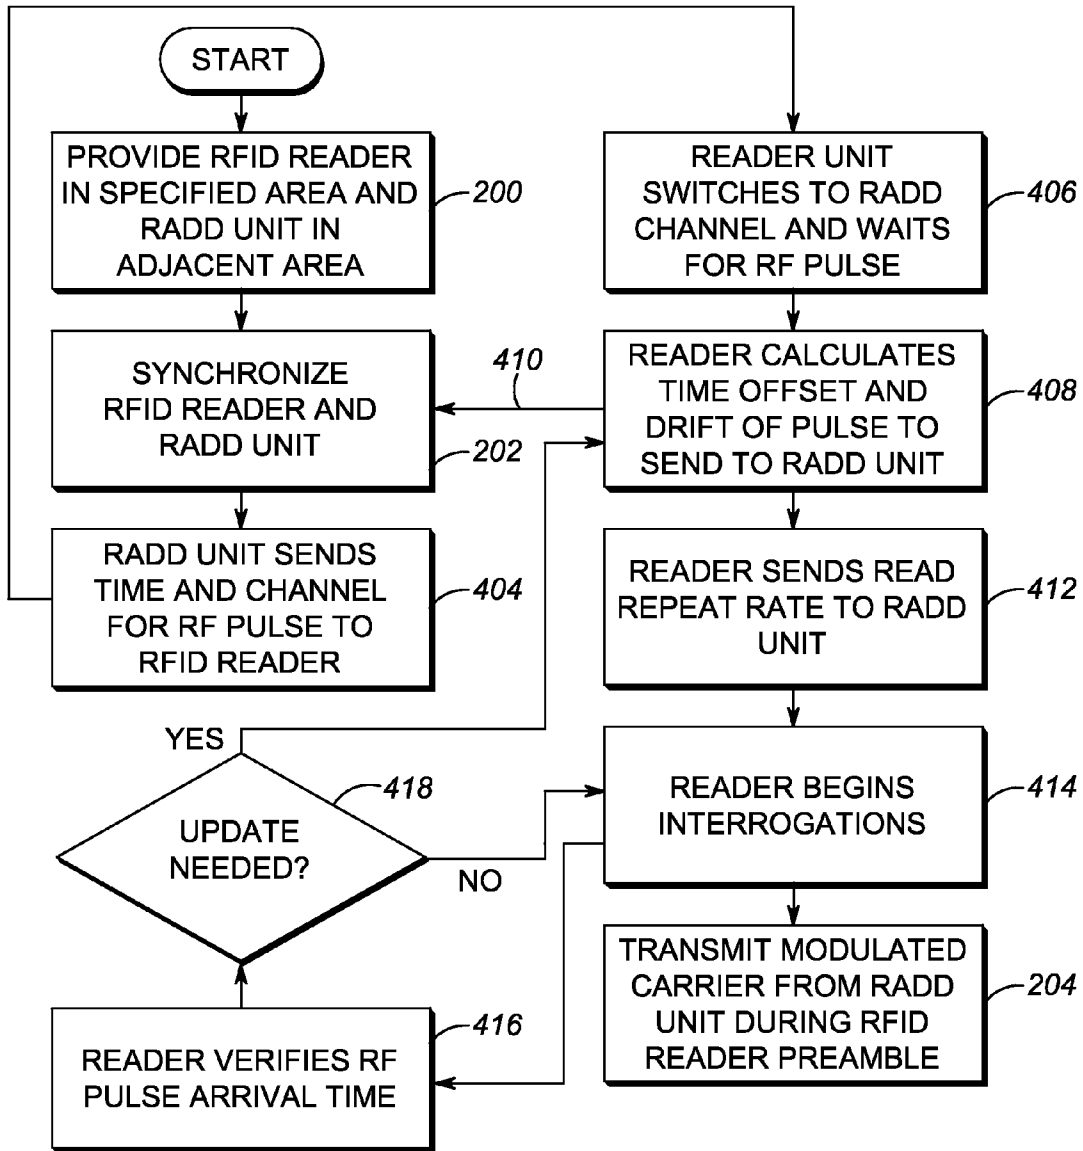 START
PROVIDE RFID READER
IN SPECIFIED AREA AND
RADD UNIT IN
ADJACENT AREA
200
SYNCHRONIZE
RFID READER AND
RADD UNIT
202
RADD UNIT SENDS
TIME AND CHANNEL
FOR RF PULSE TO
RFID READER
404
READER UNIT
SWITCHES TO RADD
CHANNEL AND WAITS
FOR RF PULSE
406
410
READER CALCULATES
TIME OFFSET AND
DRIFT OF PULSE TO
SEND TO RADD UNIT
408
READER SENDS READ
REPEAT RATE TO RADD
UNIT
412
READER BEGINS
INTERROGATIONS
414
TRANSMIT MODULATED
CARRIER FROM RADD
UNIT DURING RFID
READER PREAMBLE
204
READER VERIFIES RF
PULSE ARRIVAL TIME
416
UPDATE
NEEDED?
418
YES
NO